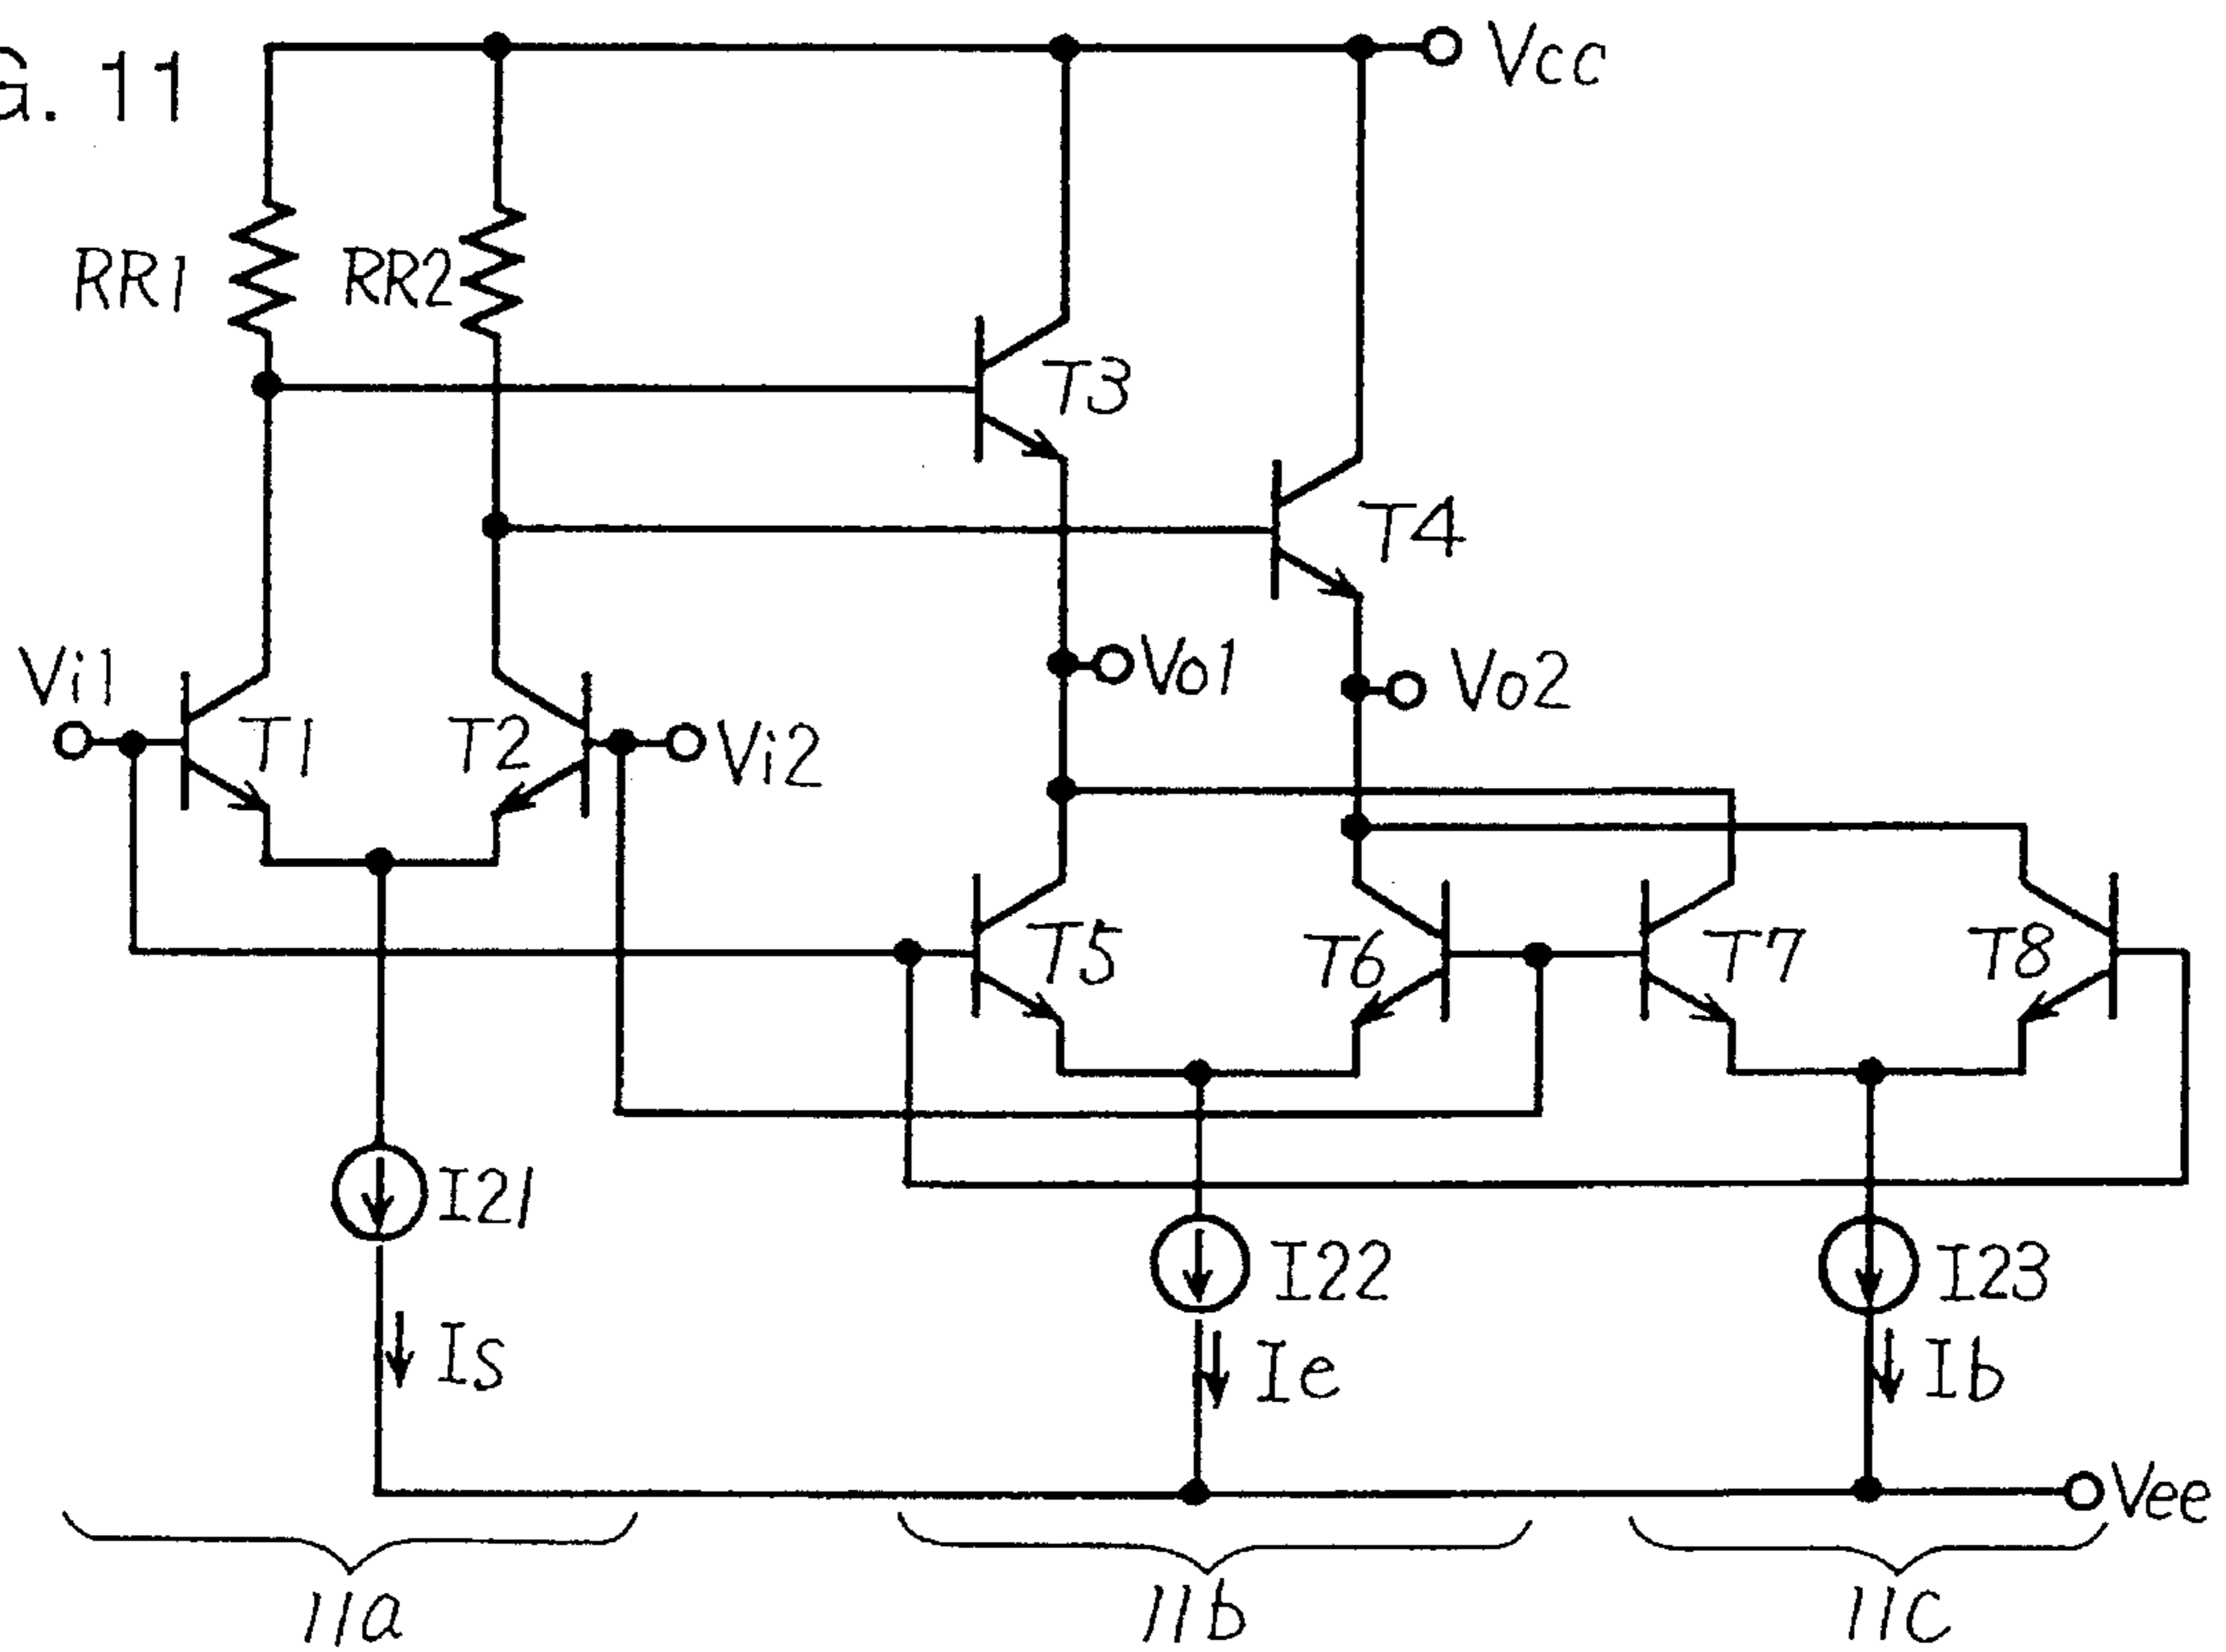 G. 11
Vcc
RR1
RR2
T3
T4
Vi1
T1
T2
Vi2
Vo1
Vo2
T5
T6
T7
T8
I21
I22
I23
Is
Ie
Ib
Vee
11a
11b
11c